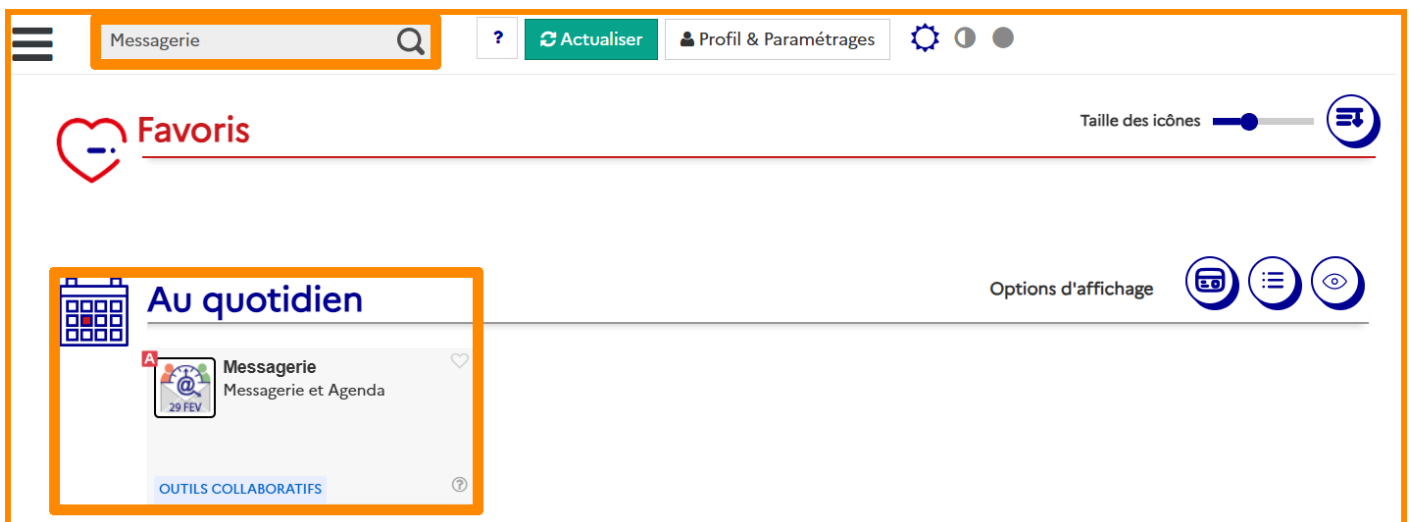 Messagerie
?
Actualiser
Profil & Paramétrages
Favoris
Taille des icônes
Au quotidien
Options d'affichage
A
Messagerie
Messagerie et Agenda
@
29 FEV
OUTILS COLLABORATIFS
?